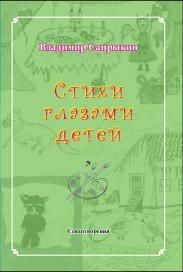 Владимир Сапрыкин
Стихи
глазами
детей
Стихотворения